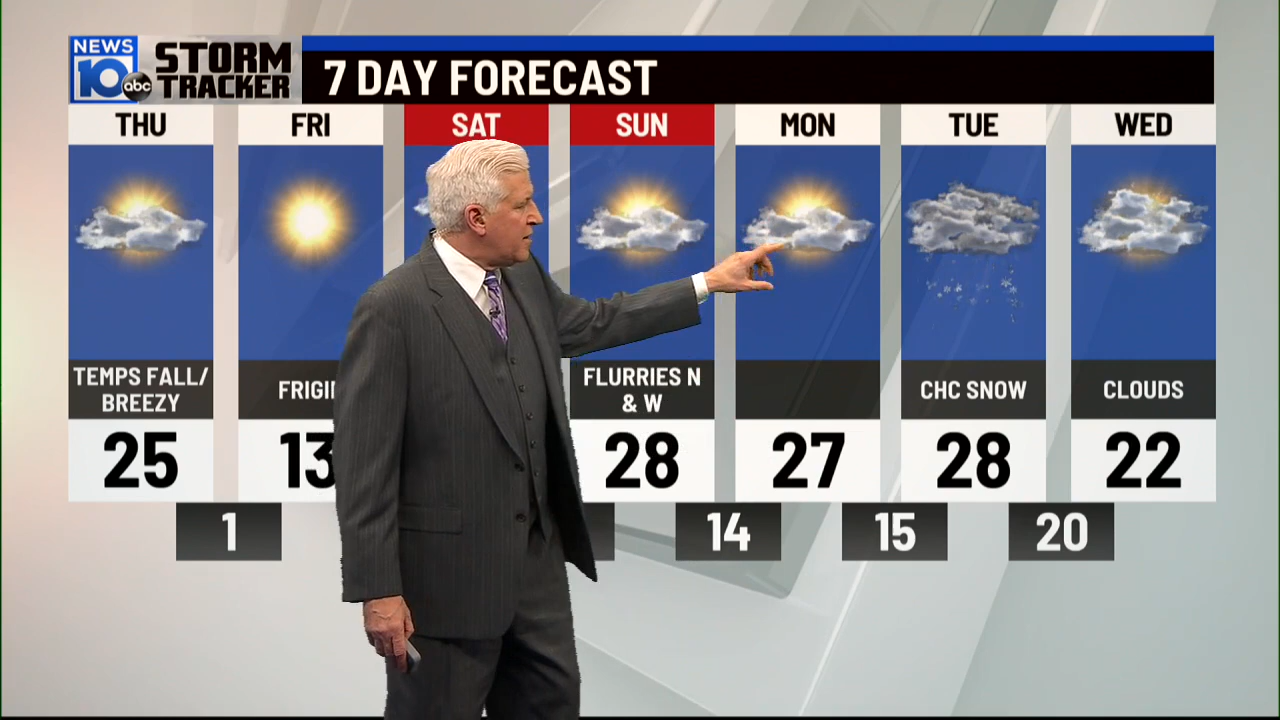 NEWS
10
abc
STORM
TRACKER
7 DAY FORECAST
THU
FRI
SAT
SUN
MON
TUE
WED
TEMPS FALL/
BREEZY
FLURRIES N
& W
CHC SNOW
CLOUDS
25
13
28
27
28
22
1
14
15
20